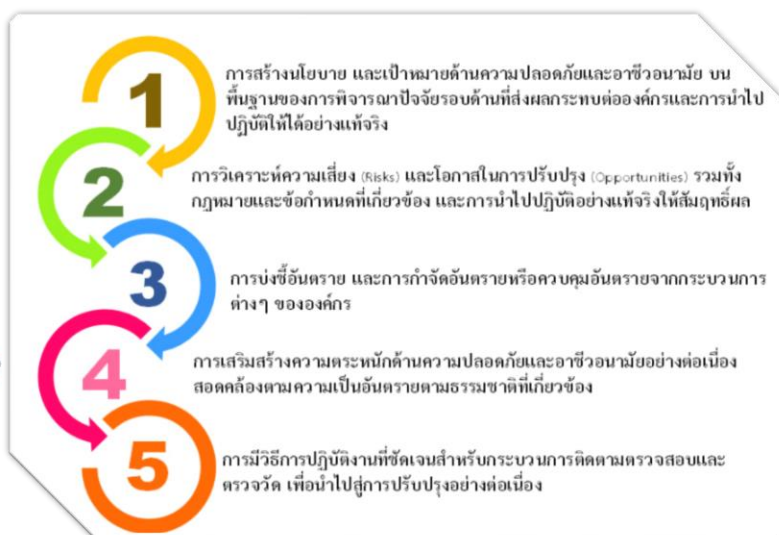 1
การสร้างนโยบาย และเป้าหมายด้านความปลอดภัยและอาชีวอนามัย บน
พื้นฐานของการพิจารณาปัจจัยรอบด้านที่ส่งผลกระทบต่อองค์กรและการนำไป
ปฏิบัติให้ได้อย่างแท้จริง
2
การวิเคราะห์ความเสี่ยง (Risks) และโอกาสในการปรับปรุง (Opportunities) รวมทั้ง
กฎหมายและข้อกำหนดที่เกี่ยวข้อง และการนำไปปฏิบัติอย่างแท้จริงให้สัมฤทธิ์ผล
3
การบ่งชี้อันตราย และการกำจัดอันตรายหรือควบคุมอันตรายจากกระบวนการ
ต่างๆ ขององค์กร
4
การเสริมสร้างความตระหนักด้านความปลอดภัยและอาชีวอนามัยอย่างต่อเนื่อง
สอดคล้องตามความเป็นอันตรายตามธรรมชาติที่เกี่ยวข้อง
5
การมีวิธีการปฏิบัติงานที่ชัดเจนสำหรับกระบวนการติดตามตรวจสอบและ
ตรวจวัด เพื่อนำไปสู่การปรับปรุงอย่างต่อเนื่อง